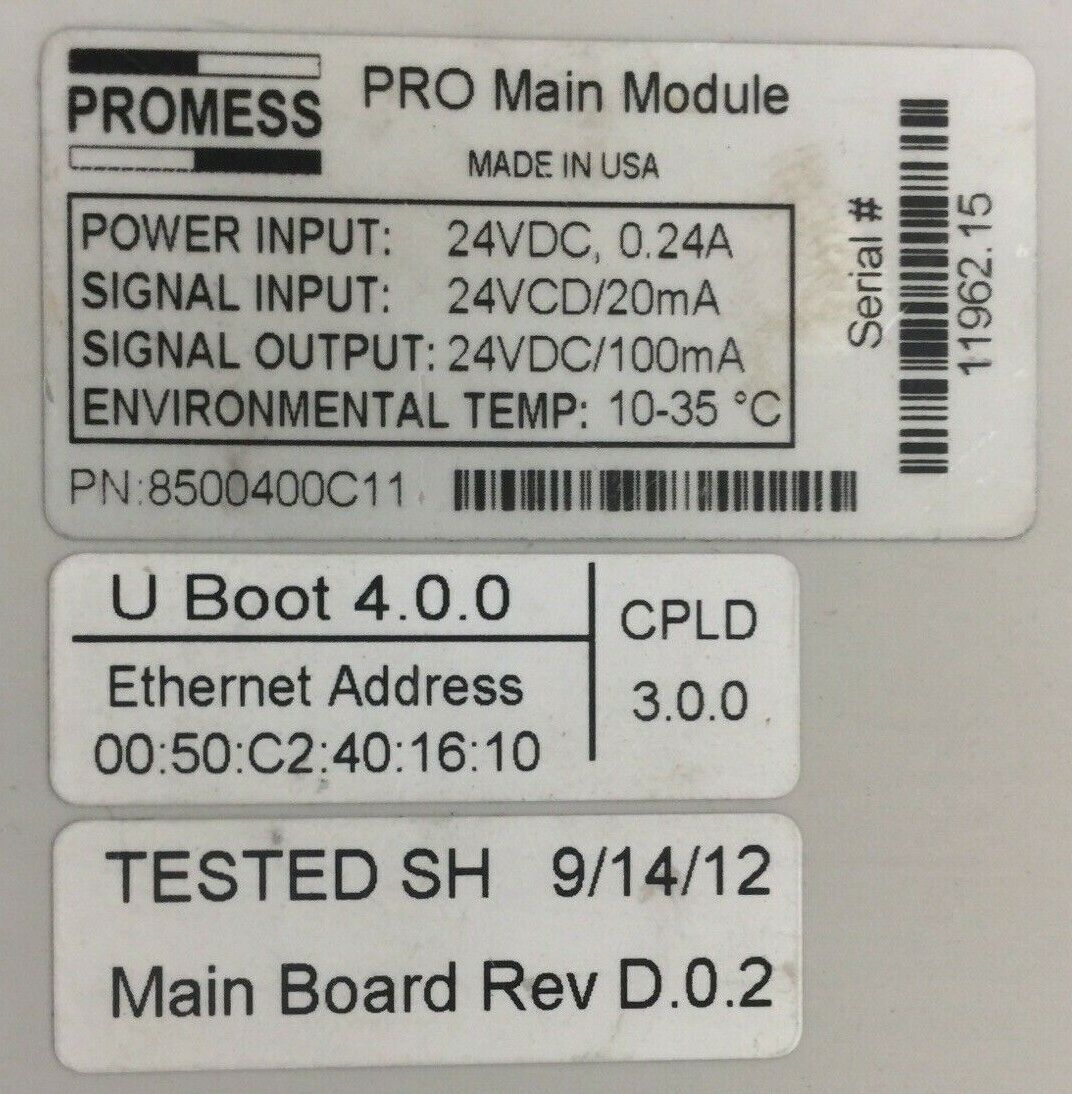 PROMESS
PRO Main Module
MADE IN USA
POWER INPUT: 24VDC, 0.24A
SIGNAL INPUT: 24VCD/20mA
SIGNAL OUTPUT: 24VDC/100mA
ENVIRONMENTAL TEMP: 10-35 °C
PN:8500400C11
Serial #
11962.15
U Boot 4.0.0
Ethernet Address
00:50:C2:40:16:10
CPLD
3.0.0
TESTED SH 9/14/12
Main Board Rev D.0.2